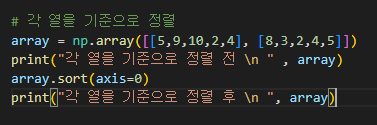 # 각 열을 기준으로 정렬
array = np.array([[5,9,10,2,4], [8,3,2,4,5]])
print("각 열을 기준으로 정렬 전 \n " , array)
array.sort(axis=0)
print("각 열을 기준으로 정렬 후 \n ", array)